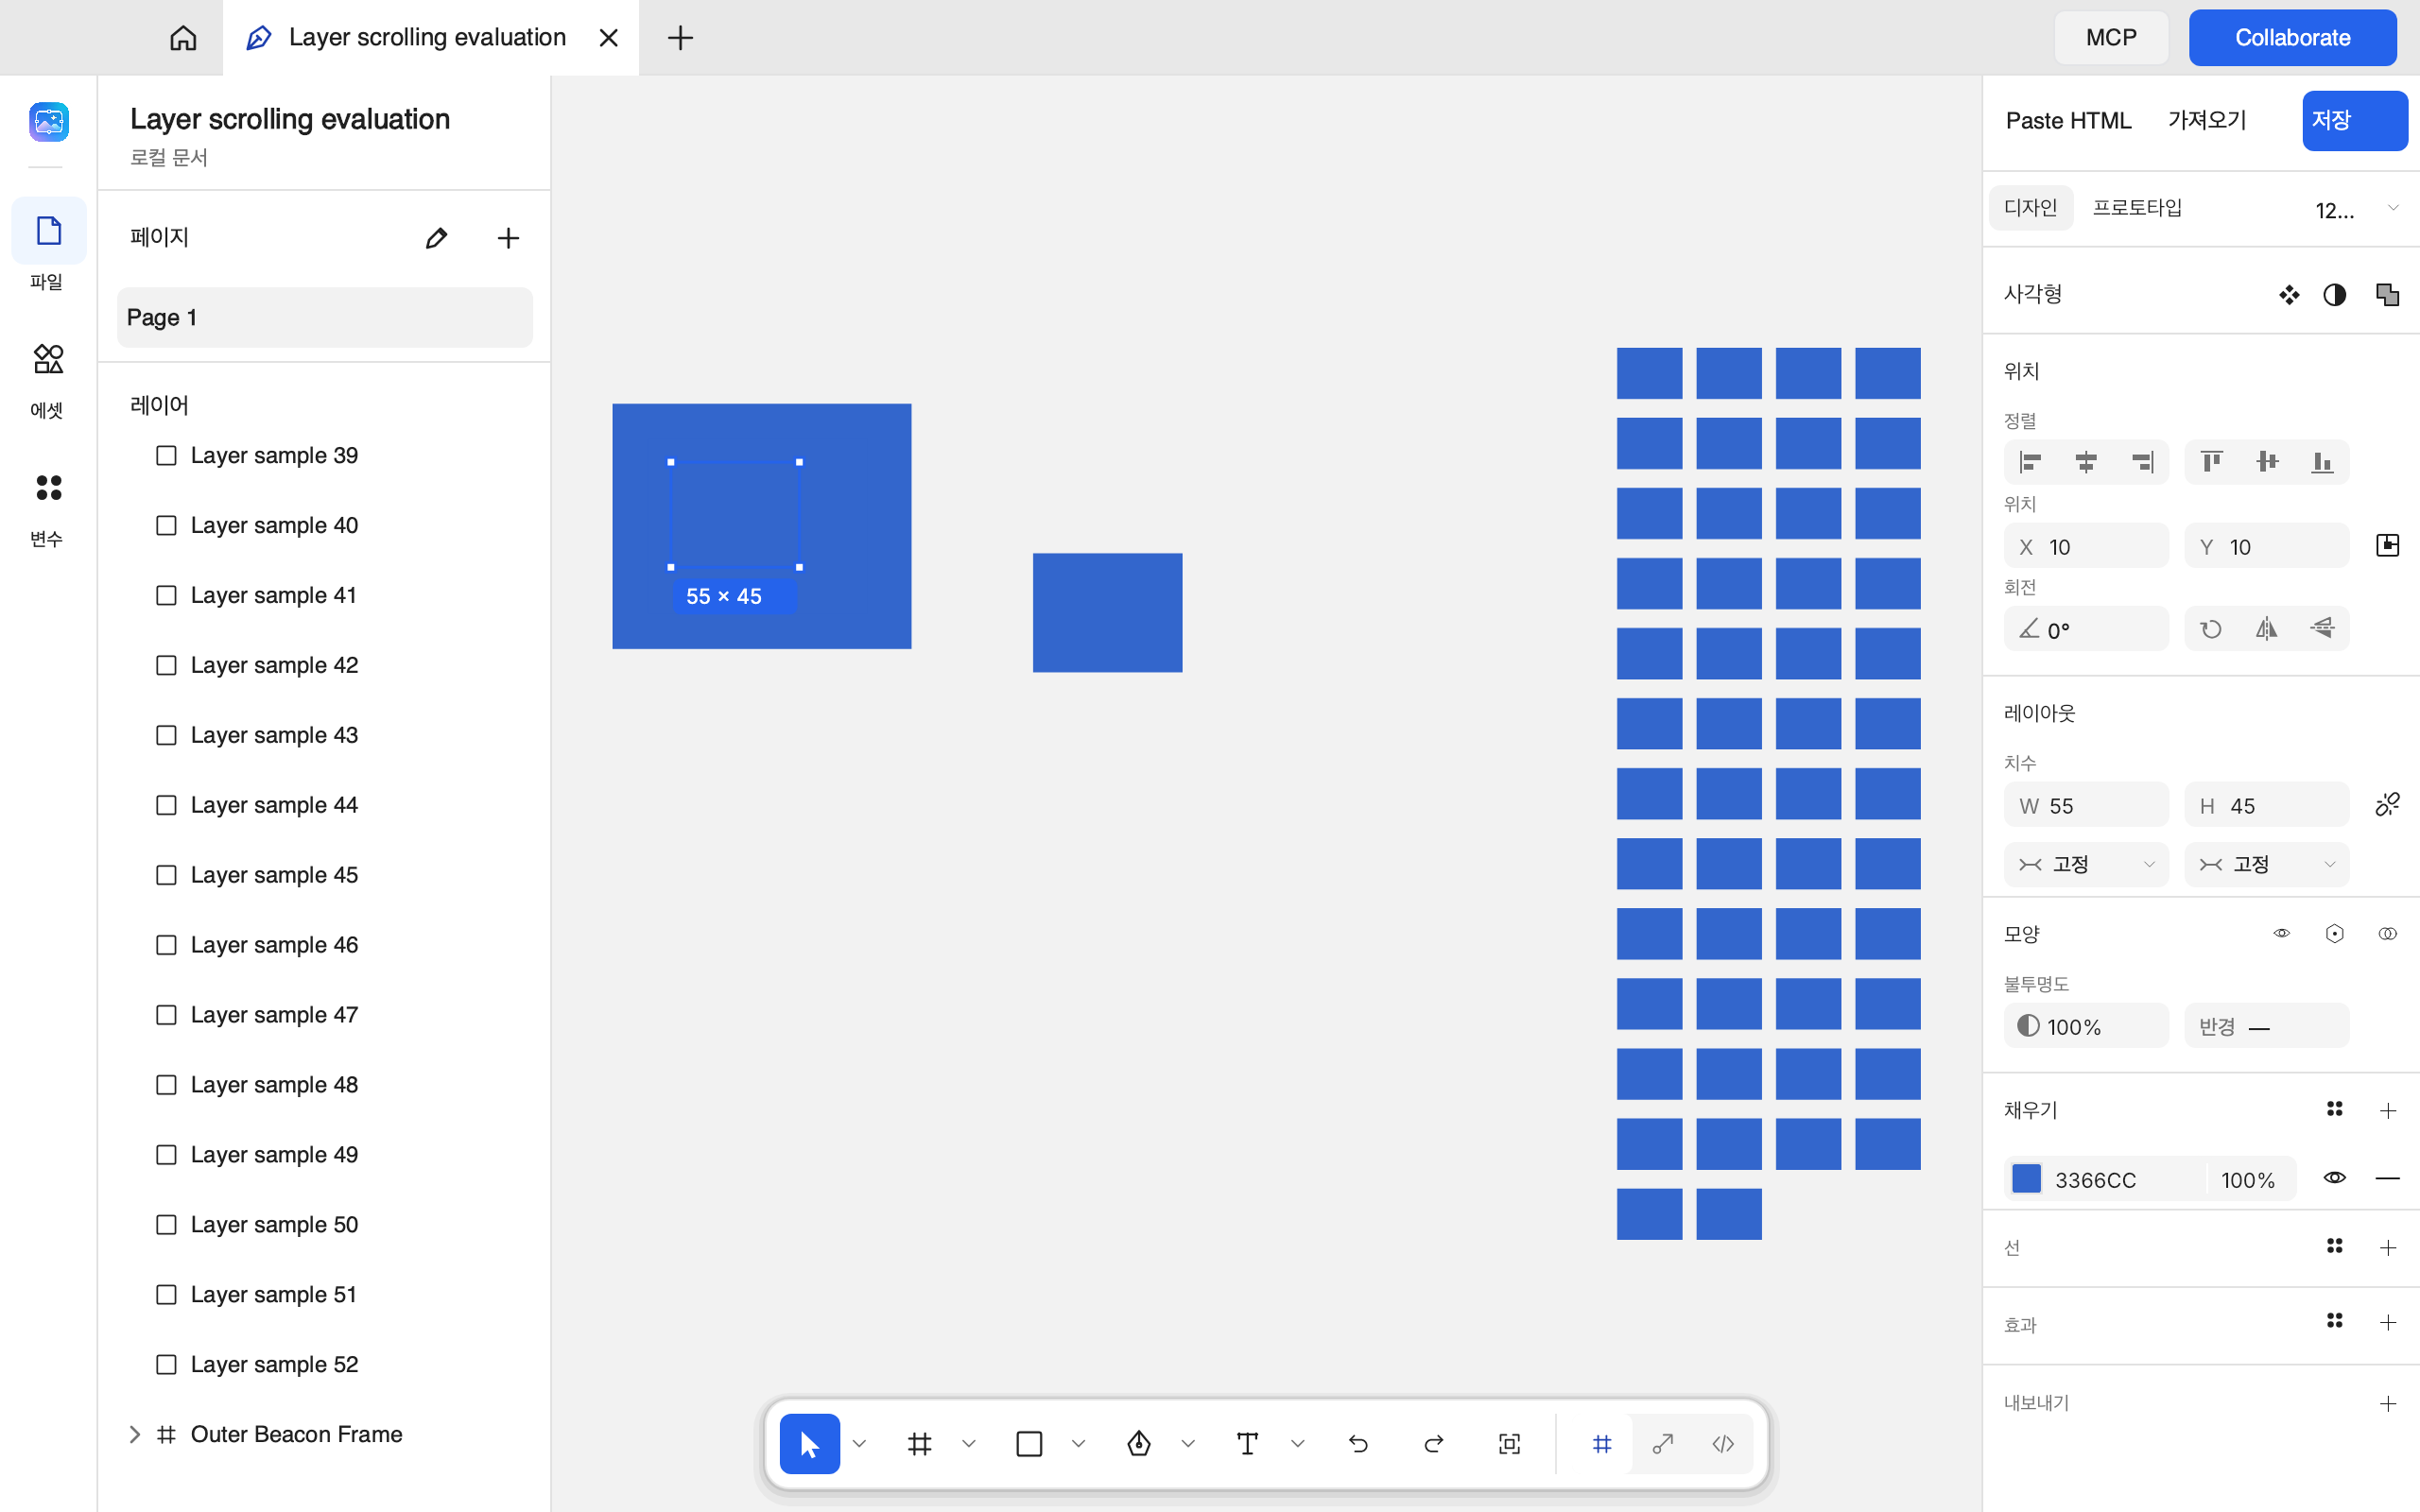 Layer scrolling evaluation
MCP
Collaborate
Layer scrolling evaluation
로컬 문서
파일
에셋
변수
페이지
Page 1
레이어
Layer sample 39
Layer sample 40
Layer sample 41
Layer sample 42
Layer sample 43
Layer sample 44
Layer sample 45
Layer sample 46
Layer sample 47
Layer sample 48
Layer sample 49
Layer sample 50
Layer sample 51
Layer sample 52
Outer Beacon Frame
55 × 45
Paste HTML 가져오기 저장
디자인 프로토타입 12...
사각형
위치
정렬
위치
X 10 Y 10
회전
0°
레이아웃
치수
W 55 H 45
고정 고정
모양
불투명도
100% 반경 —
채우기
3366CC 100%
선
효과
내보내기